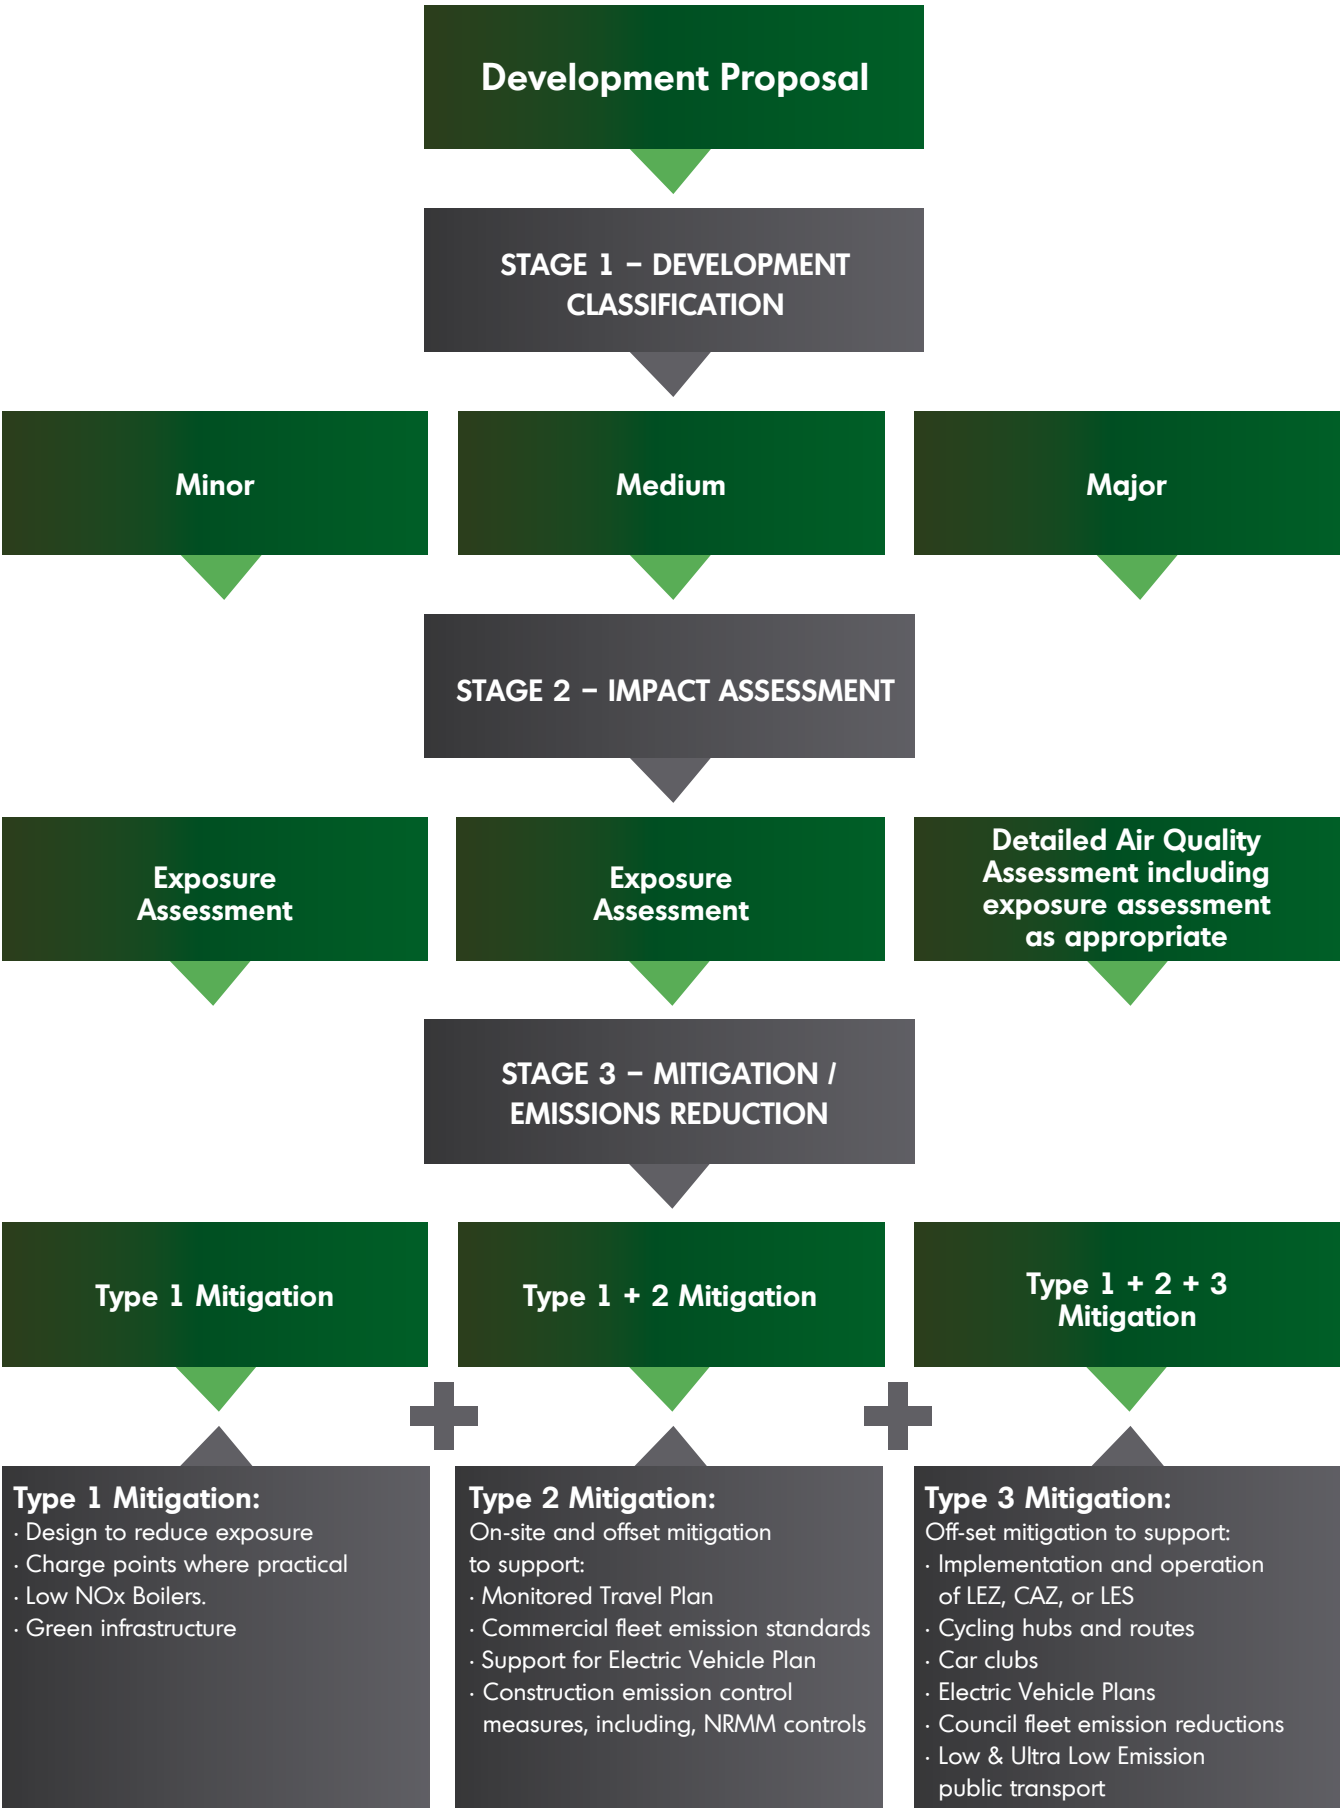 Development Proposal
STAGE 1 – DEVELOPMENT
CLASSIFICATION
Minor
Medium
Major
STAGE 2 – IMPACT ASSESSMENT
Exposure
Assessment
Exposure
Assessment
Detailed Air Quality
Assessment including
exposure assessment
as appropriate
STAGE 3 – MITIGATION /
EMISSIONS REDUCTION
Type 1 Mitigation
Type 1 + 2 Mitigation
Type 1 + 2 + 3
Mitigation
Type 1 Mitigation:
· Design to reduce exposure
· Charge points where practical
· Low NOx Boilers.
· Green infrastructure
Type 2 Mitigation:
On-site and offset mitigation
to support:
· Monitored Travel Plan
· Commercial fleet emission standards
· Support for Electric Vehicle Plan
· Construction emission control
measures, including, NRMM controls
Type 3 Mitigation:
Off-set mitigation to support:
· Implementation and operation
of LEZ, CAZ, or LES
· Cycling hubs and routes
· Car clubs
· Electric Vehicle Plans
· Council fleet emission reductions
· Low & Ultra Low Emission
public transport